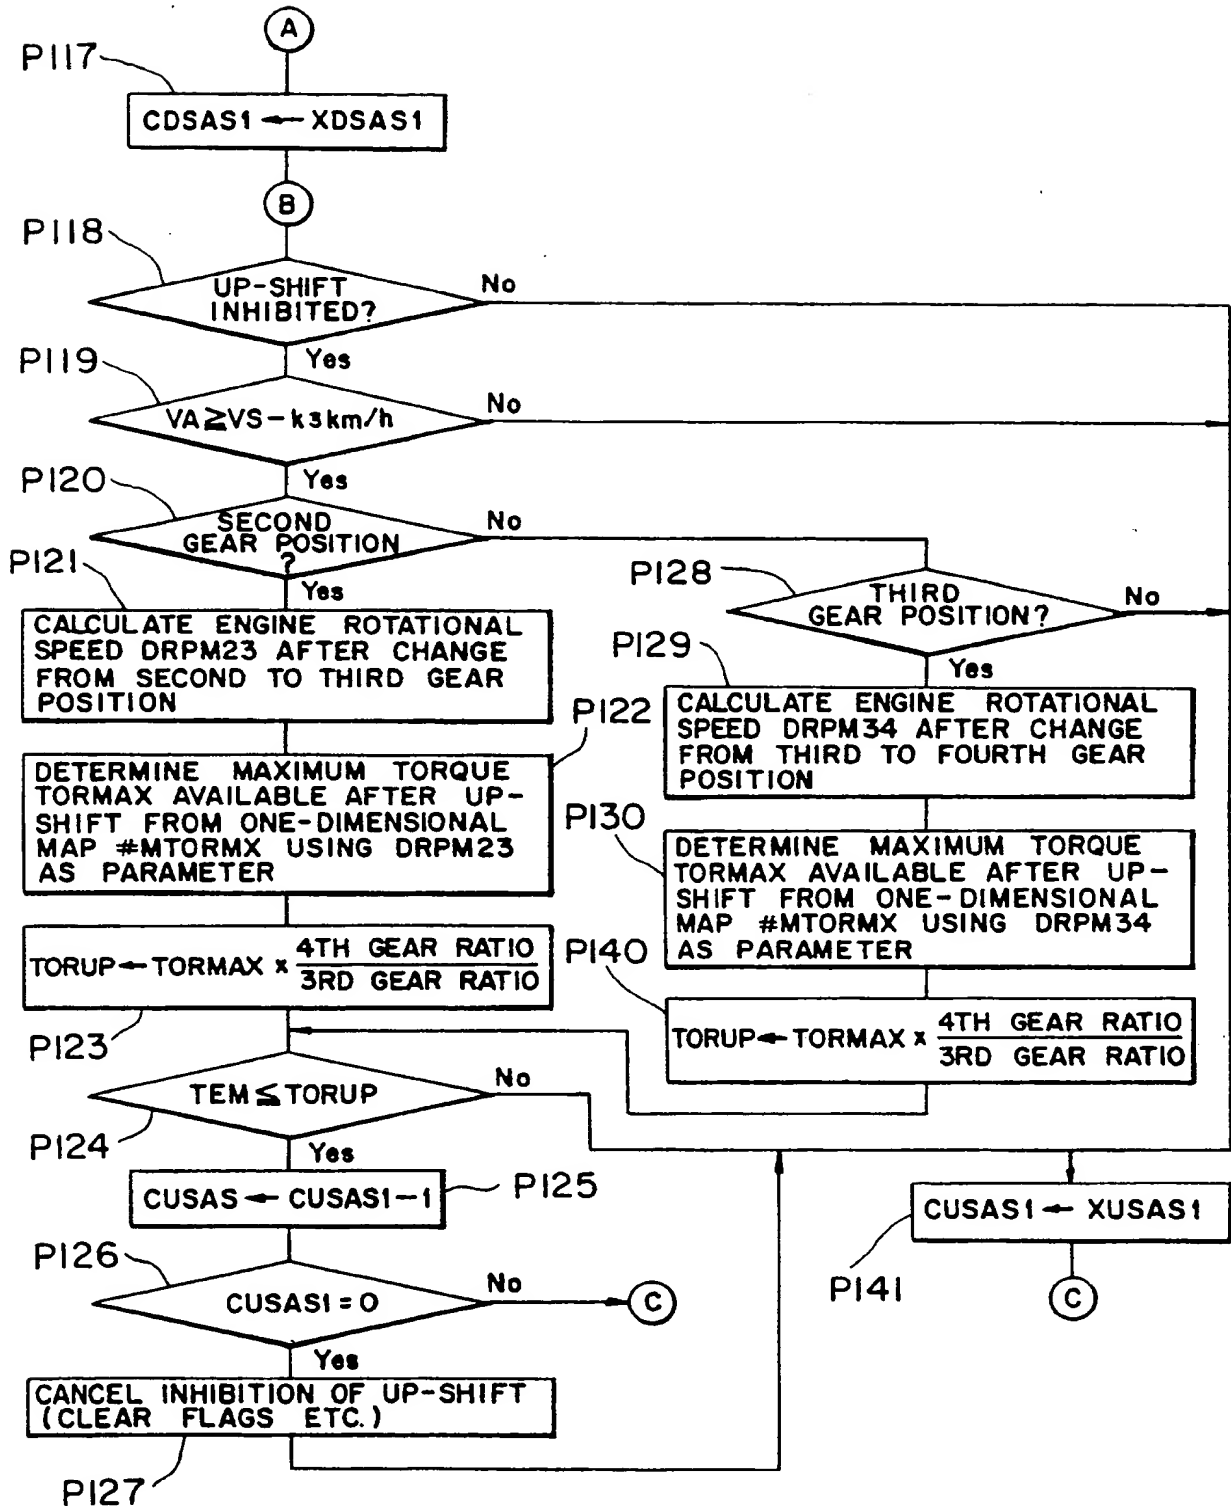 A
P117
CDSAS1 ← XDSAS1
B
P118
UP-SHIFT
INHIBITED?
No
Yes
P119
VA≧VS-k3km/h
No
Yes
P120
SECOND
GEAR POSITION
?
No
Yes
P121
CALCULATE ENGINE ROTATIONAL
SPEED DRPM23 AFTER CHANGE
FROM SECOND TO THIRD GEAR
POSITION
P128
THIRD
GEAR POSITION?
No
Yes
P129
CALCULATE ENGINE ROTATIONAL
SPEED DRPM34 AFTER CHANGE
FROM THIRD TO FOURTH GEAR
POSITION
P122
DETERMINE MAXIMUM TORQUE
TORMAX AVAILABLE AFTER UP-
SHIFT FROM ONE-DIMENSIONAL
MAP #MTORMX USING DRPM23
AS PARAMETER
P130
DETERMINE MAXIMUM TORQUE
TORMAX AVAILABLE AFTER UP-
SHIFT FROM ONE-DIMENSIONAL
MAP #MTORMX USING DRPM34
AS PARAMETER
TORUP ← TORMAX × 4TH GEAR RATIO
3RD GEAR RATIO
P123
P140
TORUP ← TORMAX × 4TH GEAR RATIO
3RD GEAR RATIO
TEM ≦ TORUP
No
P124
Yes
CUSAS ← CUSAS1-1
P125
CUSAS1 ← XUSAS1
P141
C
P126
CUSAS1 = 0
No
C
Yes
CANCEL INHIBITION OF UP-SHIFT
(CLEAR FLAGS ETC.)
P127